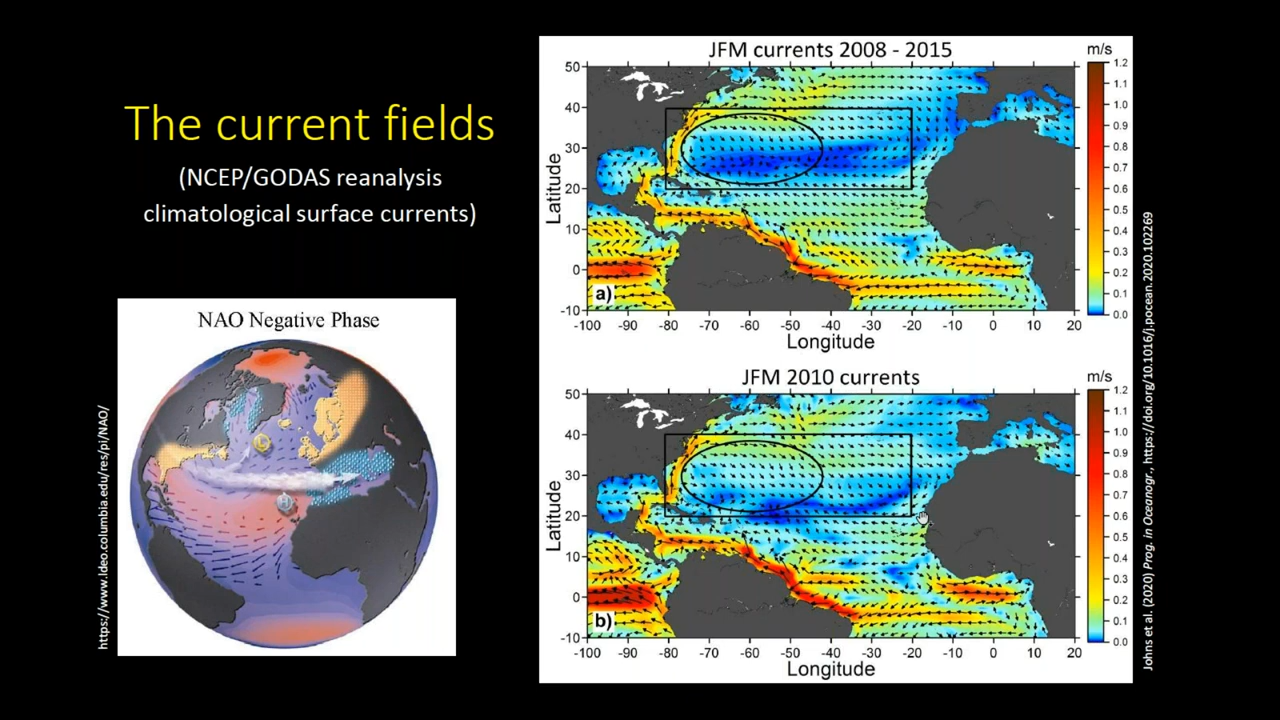 The current fields
(NCEP/GODAS reanalysis
climatological surface currents)
NAO Negative Phase
L
H
https://www.ldeo.columbia.edu/res/pi/NAO/
JFM currents 2008 - 2015
m/s
Latitude
50
40
30
20
10
0
-10
a)
-100 -90 -80 -70 -60 -50 -40 -30 -20 -10 0 10 20
Longitude
1.2
1.1
1.0
0.9
0.8
0.7
0.6
0.5
0.4
0.3
0.2
0.1
0.0
JFM 2010 currents
m/s
Latitude
50
40
30
20
10
0
-10
b)
-100 -90 -80 -70 -60 -50 -40 -30 -20 -10 0 10 20
Longitude
1.2
1.1
1.0
0.9
0.8
0.7
0.6
0.5
0.4
0.3
0.2
0.1
0.0
Johns et al. (2020) Prog. in Oceanogr., https://doi.org/10.1016/j.pocean.2020.102269